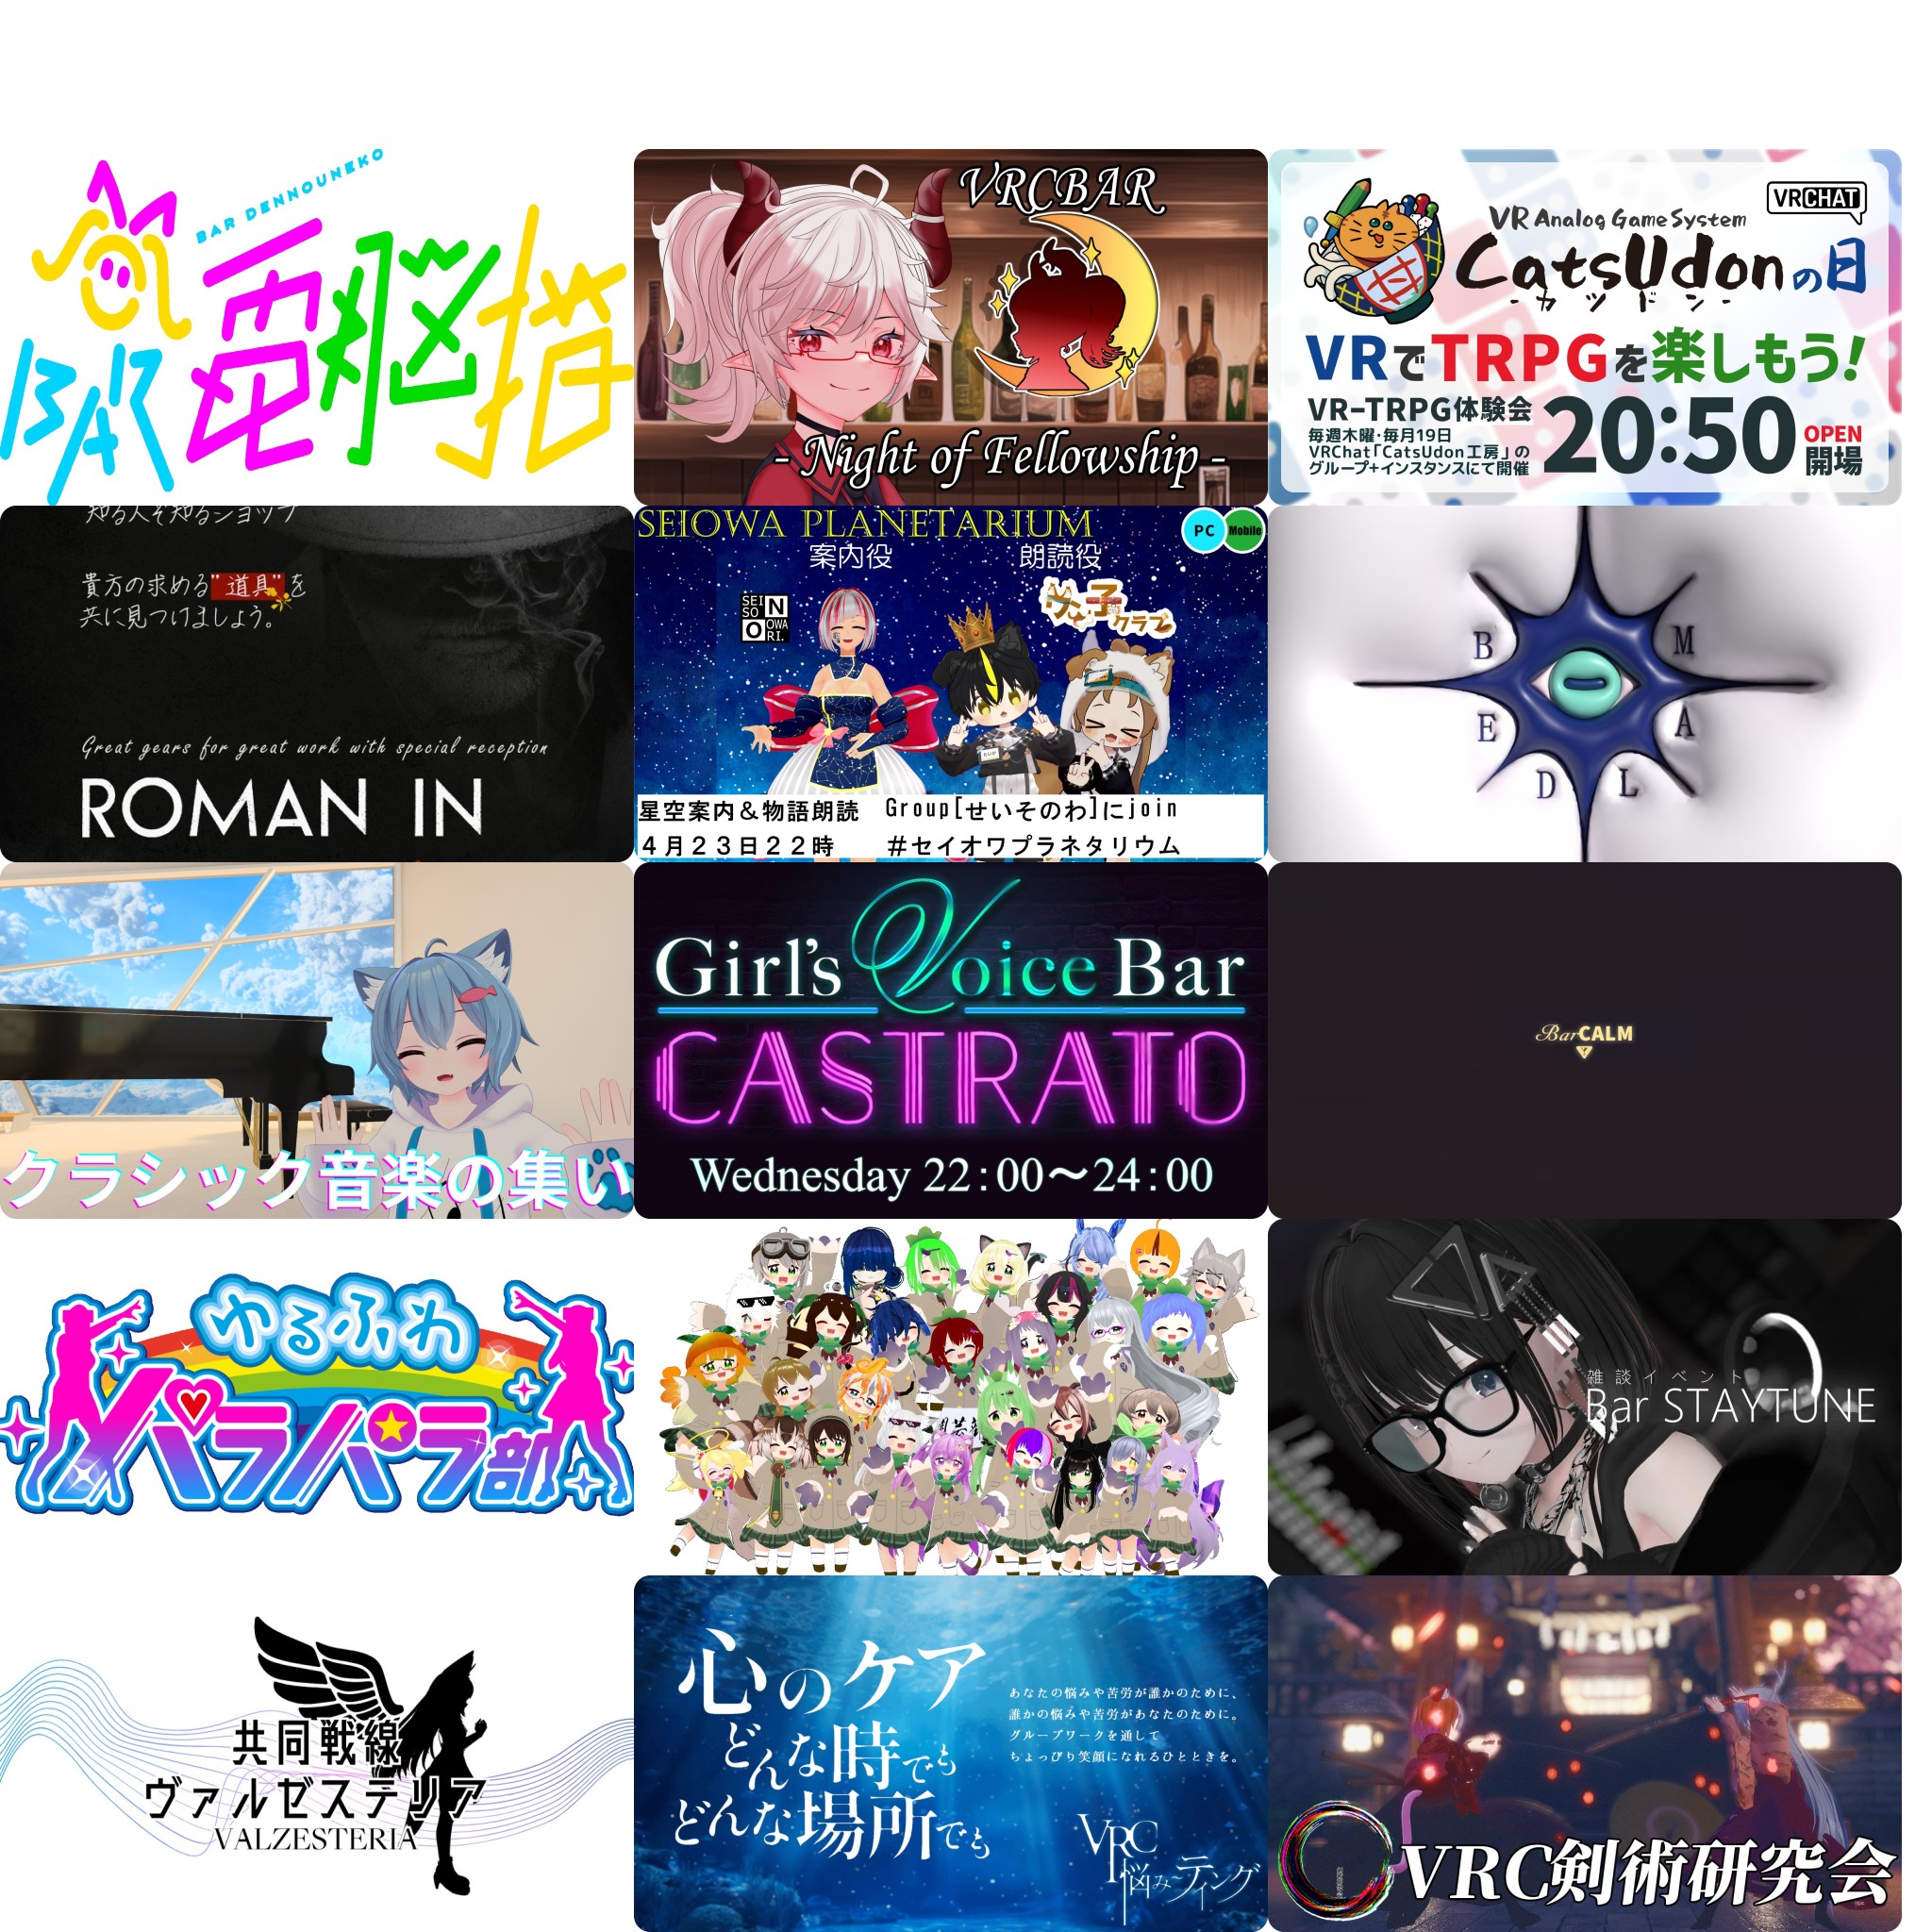 BAR DENNOUNEKO
BAR 電脳猫
VRCBAR
- Night of Fellowship -
VRCHAT
VR Analog Game System
CatsUdonの日
-カツドン-
VRでTRPGを楽しもう!
VR-TRPG体験会
毎週木曜・毎月19日
VRChat「CatsUdon工房」の
グループ+インスタンスにて開催
20:50
OPEN
開場
知る人ぞ知るショップ
貴方の求める"道具"を
共に見つけましょう。
Great gears for great work with special reception
ROMAN IN
SEIOWA PLANETARIUM
PC
Mobile
案内役
朗読役
SEI
SO
N
O
OWA
RI.
クラブ
星空案内&物語朗読
Group[せいそのわ]にjoin
4月23日22時
#セイオワプラネタリウム
B
M
E
A
D
L
クラシック音楽の集い
Girl's Voice Bar
CASTRATO
Wednesday 22:00〜24:00
Bar CALM
ゆるふわ
パラパラ部
雑談イベント
Bar STAYTUNE
共同戦線
ヴァルゼステリア
VALZESTERIA
心のケア
どんな時でも
どんな場所でも
あなたの悩みや苦労が誰かのために、
誰かの悩みや苦労があなたのために。
グループワークを通して
ちょっぴり笑顔になれるひとときを。
VRC
悩みーティング
VRC剣術研究会